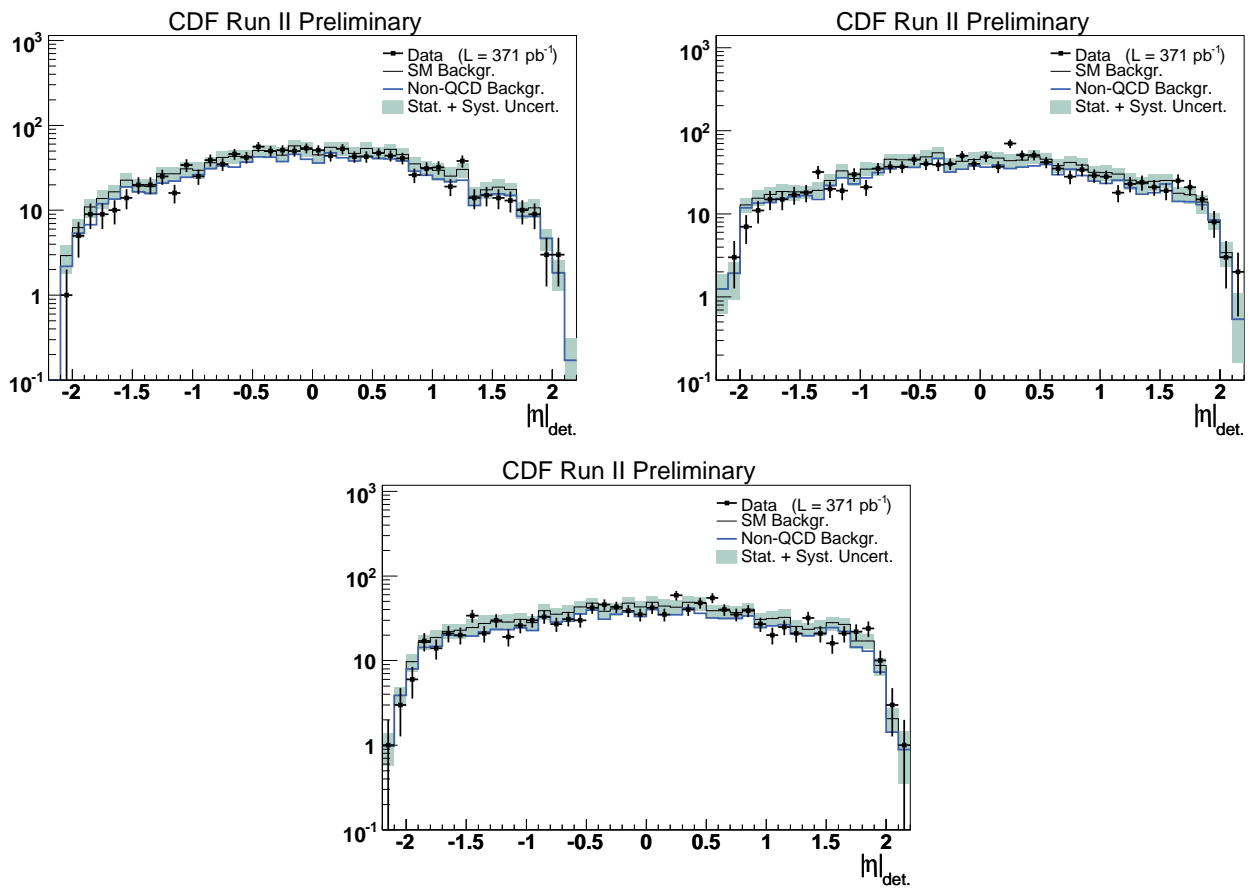 CDF Run II Preliminary
10³
Data (L = 371 pb⁻¹)
SM Backgr.
Non-QCD Backgr.
Stat. + Syst. Uncert.
10²
10
1
10⁻¹
-2 -1.5 -1 -0.5 0 0.5 1 1.5 2
|η|det.
CDF Run II Preliminary
10³
Data (L = 371 pb⁻¹)
SM Backgr.
Non-QCD Backgr.
Stat. + Syst. Uncert.
10²
10
1
10⁻¹
-2 -1.5 -1 -0.5 0 0.5 1 1.5 2
|η|det.
CDF Run II Preliminary
10³
Data (L = 371 pb⁻¹)
SM Backgr.
Non-QCD Backgr.
Stat. + Syst. Uncert.
10²
10
1
10⁻¹
-2 -1.5 -1 -0.5 0 0.5 1 1.5 2
|η|det.